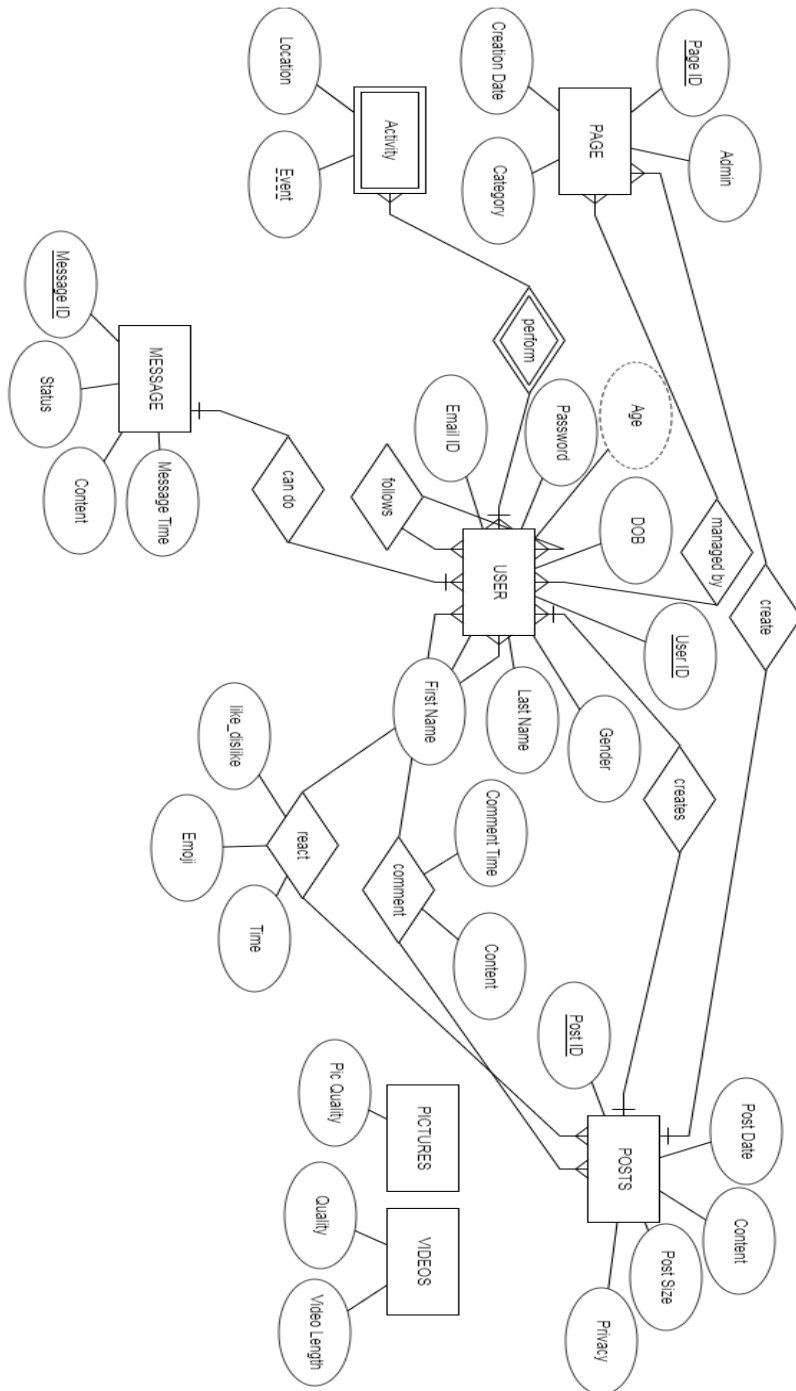 Page ID
Admin
PAGE
Creation Date
Category
Location
Activity
Event
perform
managed by
create
Age
Password
Email ID
DOB
User ID
follows
USER
Gender
Last Name
First Name
Message ID
MESSAGE
Status
Content
Message Time
can do
creates
like_dislike
react
Emoji
Time
Comment Time
comment
Content
Post ID
Post Date
POSTS
Content
Post Size
Privacy
PICTURES
Pic Quality
VIDEOS
Quality
Video Length